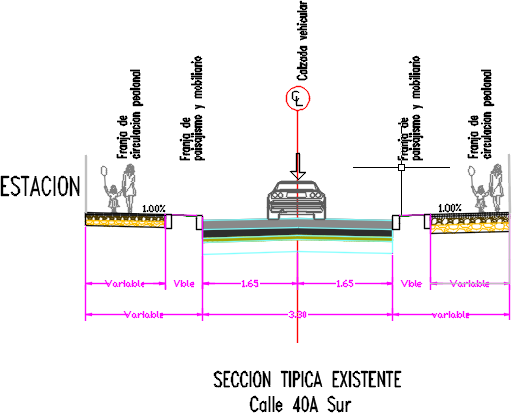 Calzada vehicular
Franja de
circulacion peatonal
Franja de
paisajismo y mobiliario
Franja de
paisajismo y mobiliario
Franja de
circulacion peatonal
CL
ESTACION
1.00%
1.00%
Variable
Vble
1.65
1.65
Vble
Variable
Variable
3.30
variable
SECCION TIPICA EXISTENTE
Calle 40A Sur